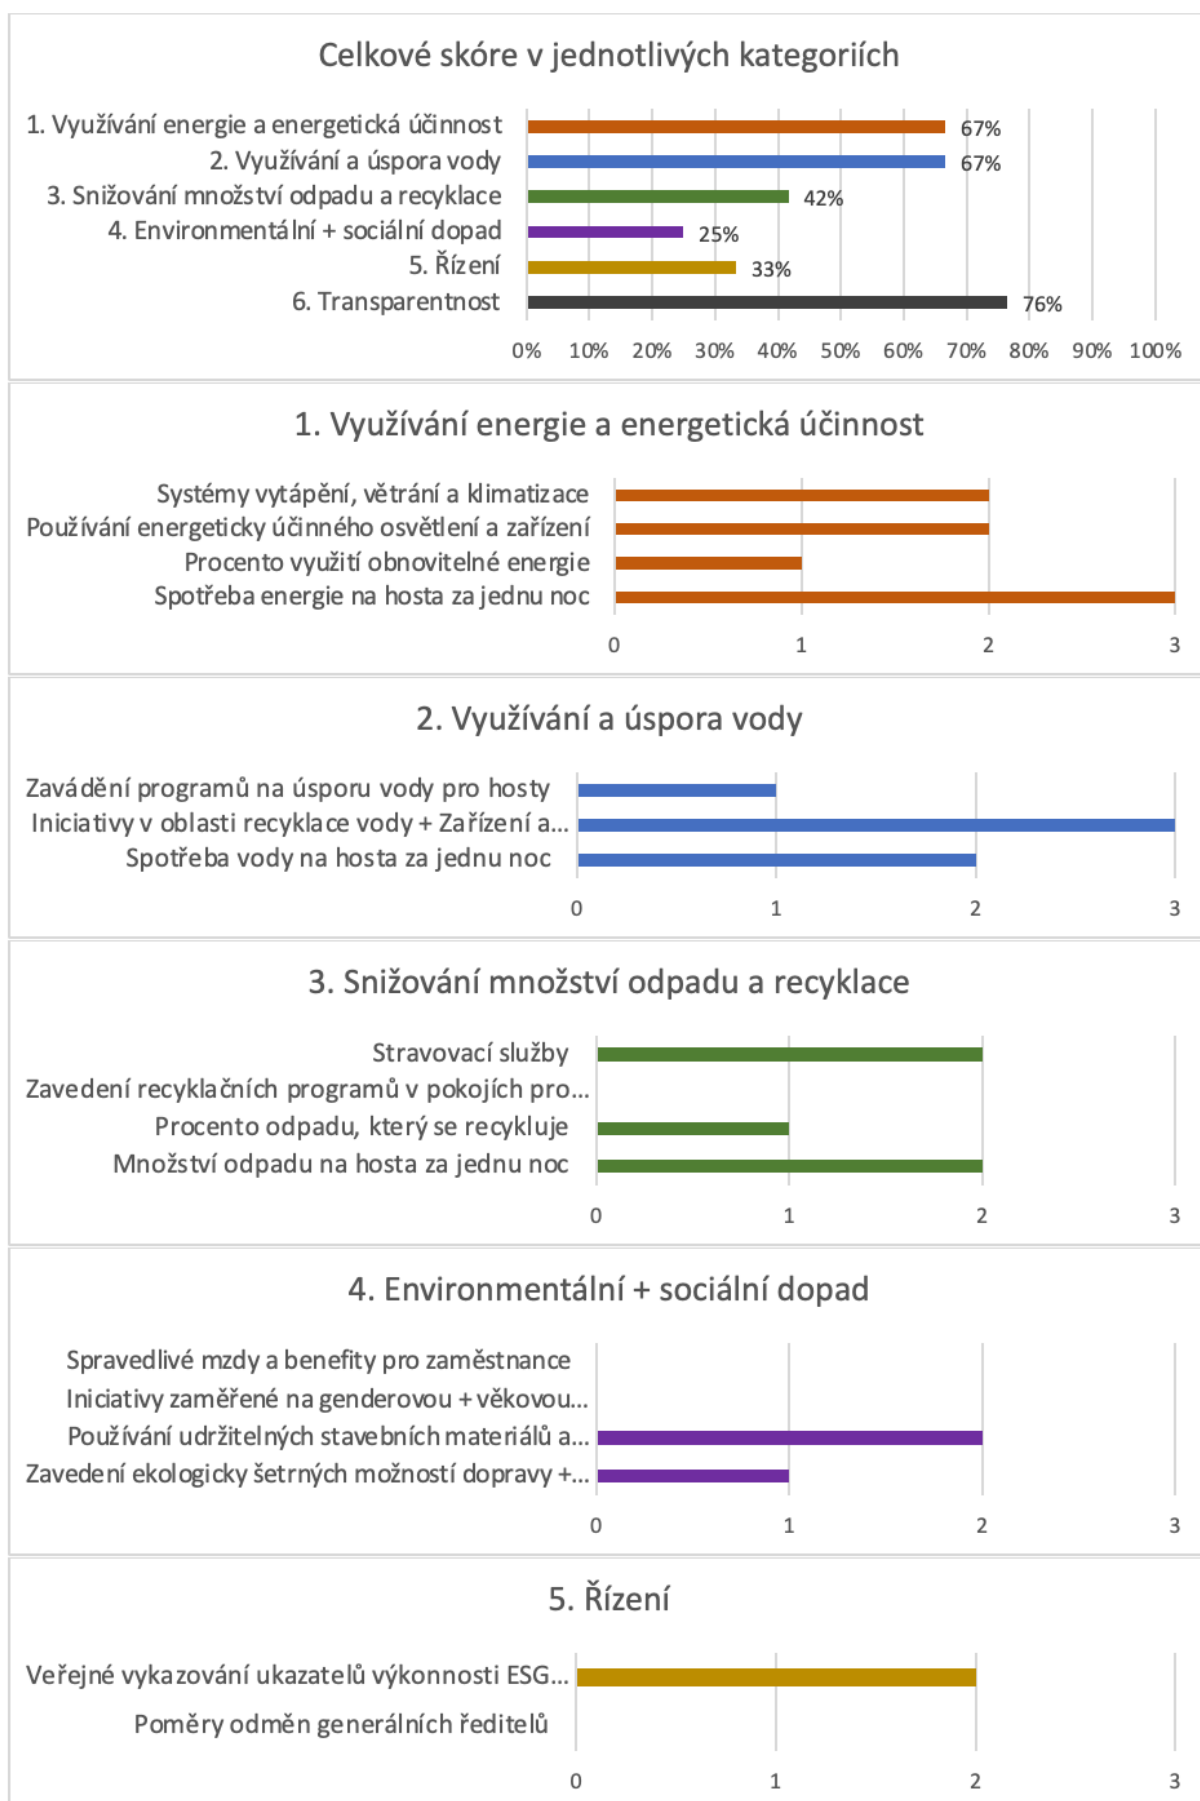 Celkové skóre v jednotlivých kategoriích
1. Využívání energie a energetická účinnost
67%
2. Využívání a úspora vody
67%
3. Snižování množství odpadu a recyklace
42%
4. Environmentální + sociální dopad
25%
5. Řízení
33%
6. Transparentnost
76%
0% 10% 20% 30% 40% 50% 60% 70% 80% 90% 100%
1. Využívání energie a energetická účinnost
Systémy vytápění, větrání a klimatizace
Používání energeticky účinného osvětlení a zařízení
Procento využití obnovitelné energie
Spotřeba energie na hosta za jednu noc
0 1 2 3
2. Využívání a úspora vody
Zavádění programů na úsporu vody pro hosty
Iniciativy v oblasti recyklace vody + Zařízení a...
Spotřeba vody na hosta za jednu noc
0 1 2 3
3. Snižování množství odpadu a recyklace
Stravovací služby
Zavedení recyklačních programů v pokojích pro...
Procento odpadu, který se recykluje
Množství odpadu na hosta za jednu noc
0 1 2 3
4. Environmentální + sociální dopad
Spravedlivé mzdy a benefity pro zaměstnance
Iniciativy zaměřené na genderovou + věkovou...
Používání udržitelných stavebních materiálů a...
Zavedení ekologicky šetrných možností dopravy +...
0 1 2 3
5. Řízení
Veřejné vykazování ukazatelů výkonnosti ESG...
Poměry odměn generálních ředitelů
0 1 2 3